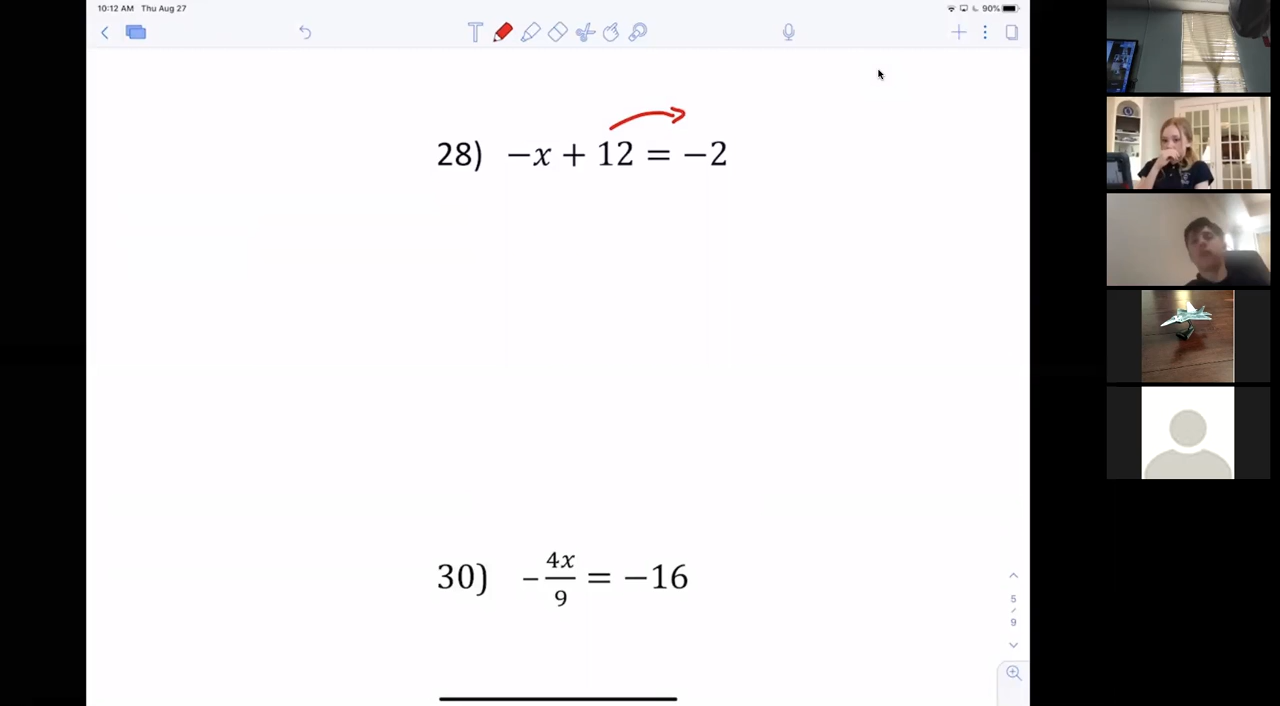 10:12 AM Thu Aug 27
90%
T
28) −x + 12 = −2
30) -4x/9 = −16
5
/
9